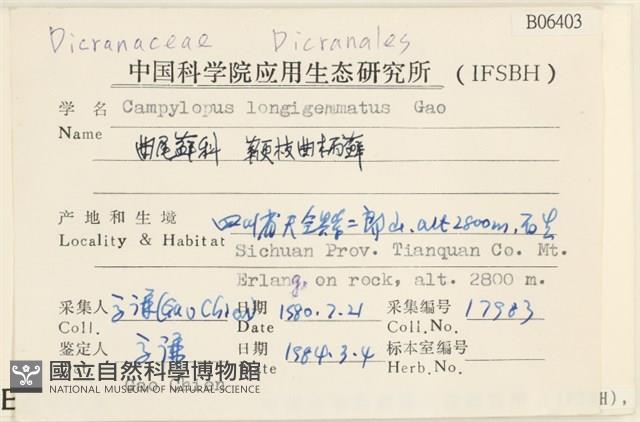 B06403
Dicranaceae Dicranales
中国科学院应用生态研究所 (IFSBH)
学名 Campylopus longigemmatus Gao
Name
曲尾藓科 鞭枝曲柄藓
产地和生境 四川省天全县二郎山, alt 2800m, 石生
Locality & Habitat Sichuan Prov. Tianquan Co. Mt.
Erlang, on rock, alt. 2800 m.
采集人 高谦(Gao Chien) 日期 1980.7.21 采集编号 17983
Coll. Date Coll.No.
鉴定人 高谦 日期 1984.3.4 标本室编号
Gao Chien Herb.No.
國立自然科學博物館
NATIONAL MUSEUM OF NATURAL SCIENCE
E H),